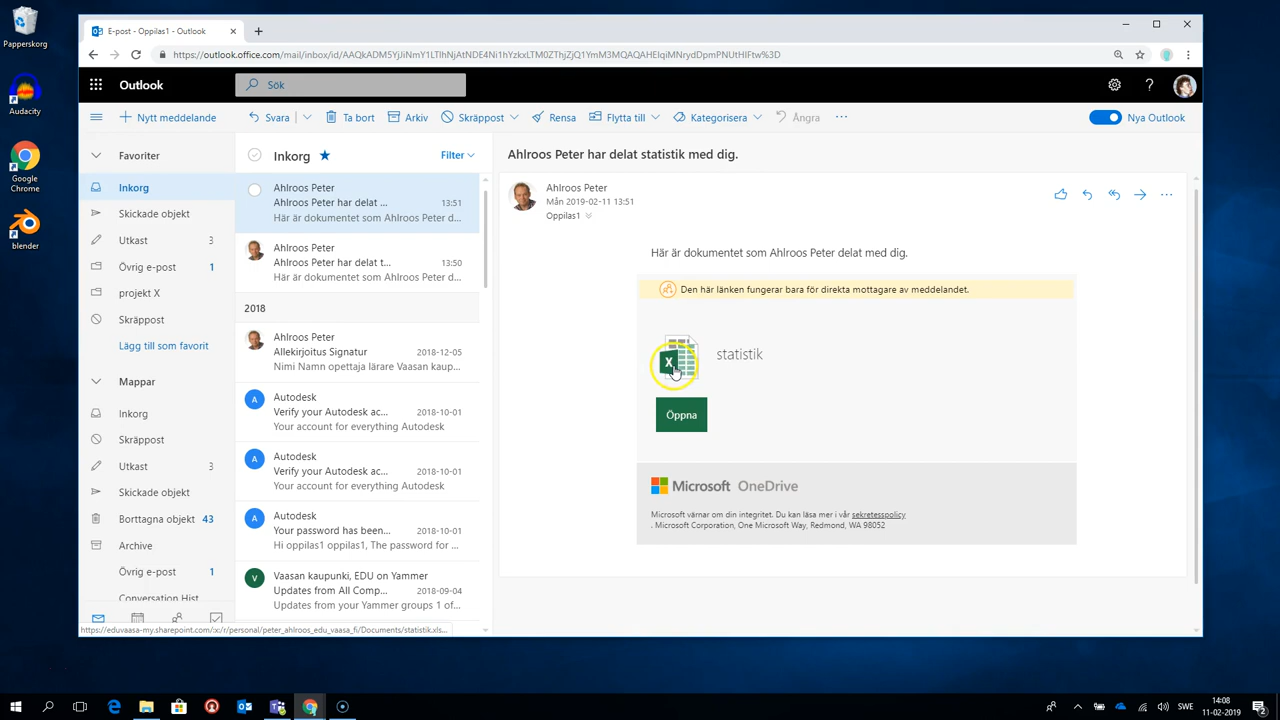 Papperskorg
Audacity
Google
Chrome
blender
E-post - Oppilas1 - Outlook
Outlook
Sök
Nytt meddelande
Svara
Ta bort
Arkiv
Skräppost
Rensa
Flytta till
Kategorisera
Ångra
Nya Outlook
Favoriter
Inkorg
Skickade objekt
Utkast 3
Övrig e-post 1
projekt X
Skräppost
Lägg till som favorit
Mappar
Inkorg
Skräppost
Utkast 3
Skickade objekt
Borttagna objekt 43
Archive
Övrig e-post 1
Conversation Hist
Inkorg
Filter
Ahlroos Peter
Ahlroos Peter har delat ... 13:51
Här är dokumentet som Ahlroos Peter d...
Ahlroos Peter
Ahlroos Peter har delat t... 13:50
Här är dokumentet som Ahlroos Peter d...
2018
Ahlroos Peter
Allekirjoitus Signatur 2018-12-05
Nimi Namn opettaja lärare Vaasan kaup...
A
Autodesk
Verify your Autodesk ac... 2018-10-01
Your account for everything Autodesk
A
Autodesk
Verify your Autodesk ac... 2018-10-01
Your account for everything Autodesk
A
Autodesk
Your password has been... 2018-10-01
Hi oppilas1 oppilas1, The password for ...
V
Vaasan kaupunki, EDU on Yammer
Updates from All Comp... 2018-09-04
Updates from your Yammer groups 1 of...
https://eduvaasa-my.sharepoint.com/:x:/r/personal/peter_ahlroos_edu_vaasa_fi/Documents/statistik.xls...
Ahlroos Peter har delat statistik med dig.
Ahlroos Peter
Mån 2019-02-11 13:51
Oppilas1
Här är dokumentet som Ahlroos Peter delat med dig.
Den här länken fungerar bara för direkta mottagare av meddelandet.
X
statistik
Öppna
Microsoft OneDrive
Microsoft värnar om din integritet. Du kan läsa mer i vår sekretesspolicy
. Microsoft Corporation, One Microsoft Way, Redmond, WA 98052
SWE
14:08
11-02-2019
2